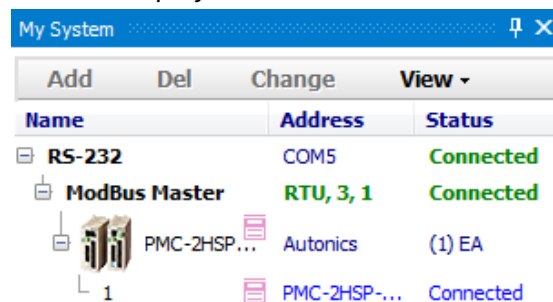 My System
Add Del Change View
Name Address Status
RS-232 COM5 Connected
ModBus Master RTU, 3, 1 Connected
PMC-2HSP... Autonics (1) EA
1 PMC-2HSP-... Connected